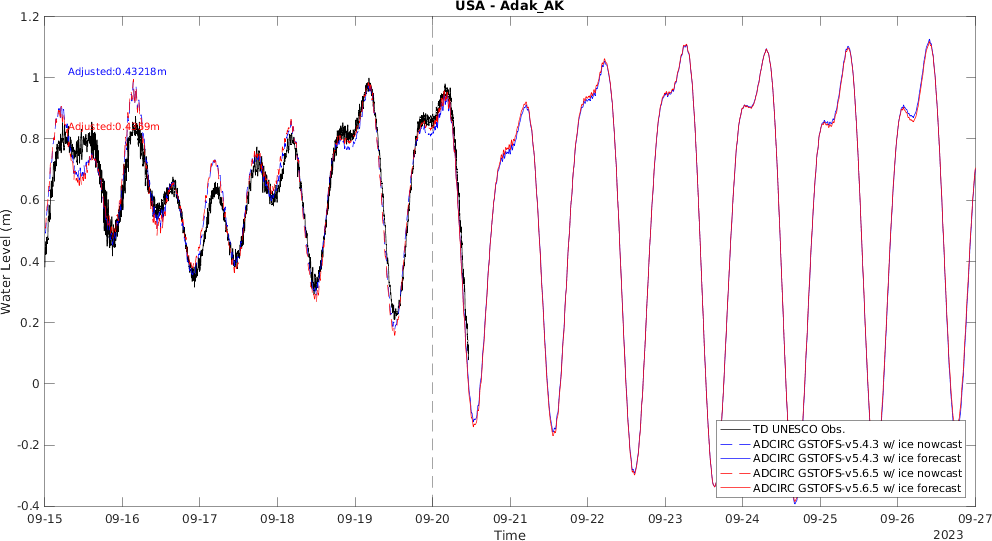 USA - Adak_AK
1.2
1
0.8
0.6
0.4
0.2
0
-0.2
-0.4
Water Level (m)
Adjusted:0.43218m
TD UNESCO Obs.
ADCIRC GSTOFS-v5.4.3 w/ ice nowcast
ADCIRC GSTOFS-v5.4.3 w/ ice forecast
ADCIRC GSTOFS-v5.6.5 w/ ice nowcast
ADCIRC GSTOFS-v5.6.5 w/ ice forecast
09-15 09-16 09-17 09-18 09-19 09-20 09-21 09-22 09-23 09-24 09-25 09-26 09-27
Time
2023